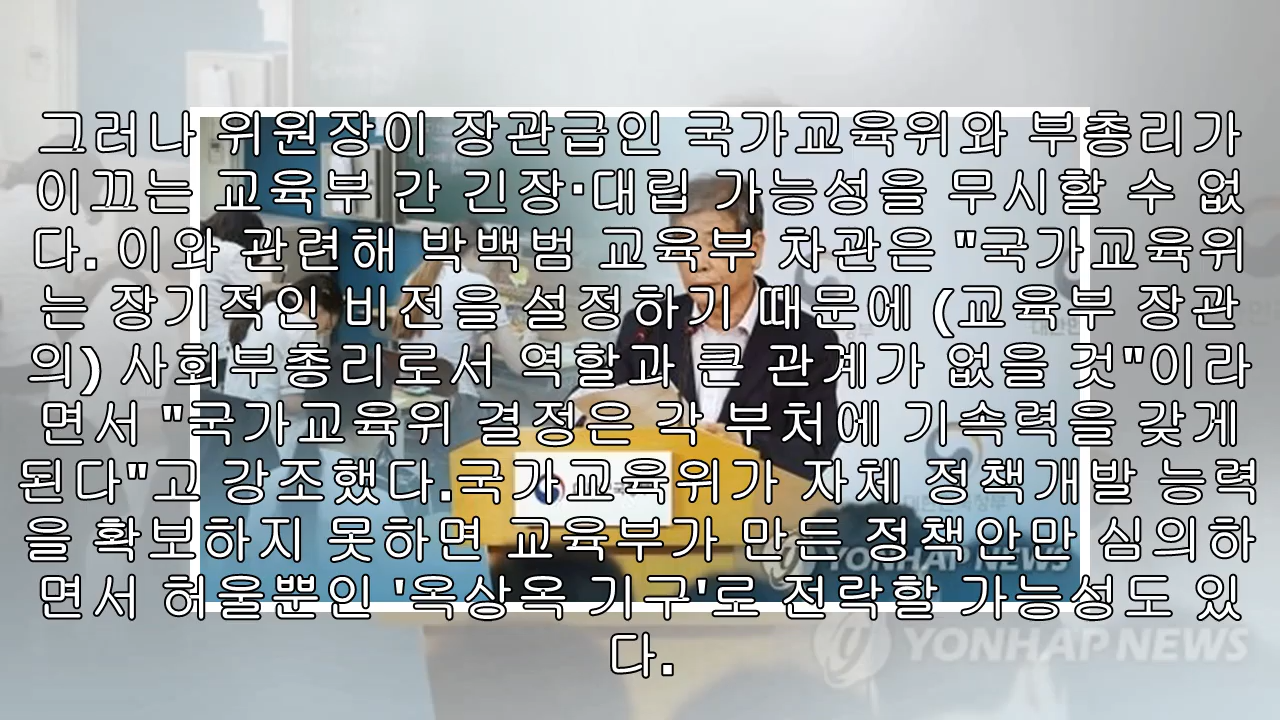 그러나 위원장이 장관급인 국가교육위와 부총리가
이끄는 교육부 간 긴장·대립 가능성을 무시할 수 없
다. 이와 관련해 박백범 교육부 차관은 "국가교육위
는 장기적인 비전을 설정하기 때문에 (교육부 장관
의) 사회부총리로서 역할과 큰 관계가 없을 것"이라
면서 "국가교육위 결정은 각 부처에 기속력을 갖게
된다"고 강조했다.국가교육위가 자체 정책개발 능력
을 확보하지 못하면 교육부가 만든 정책안만 심의하
면서 허울뿐인 '옥상옥 기구'로 전락할 가능성도 있
다.
YONHAP NEWS
YONHAP NEWS